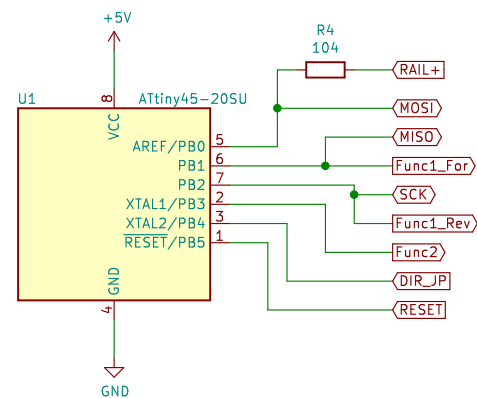 +5V
R4
104
RAIL+
U1
ATtiny45-20SU
8
VCC
MOSI
AREF/PB0
5
MISO
PB1
6
Func1_For
PB2
7
SCK
XTAL1/PB3
2
XTAL2/PB4
3
Func1_Rev
RESET/PB5
1
Func2
GND
DIR_JP
4
RESET
GND